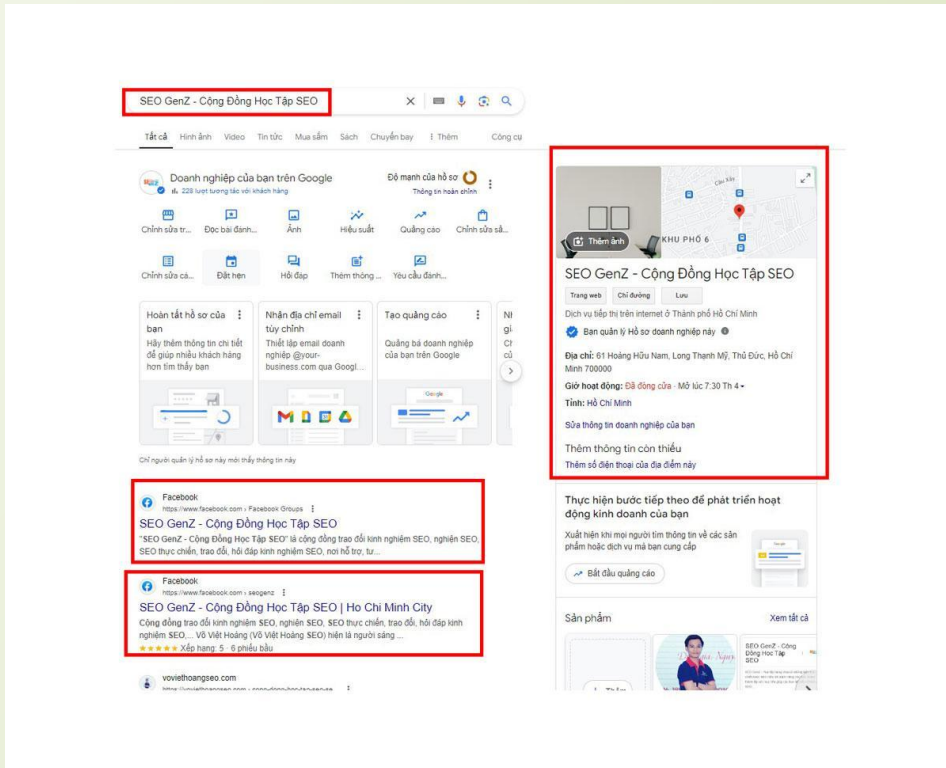 SEO GenZ - Cộng Đồng Học Tập SEO
Tất cả Hình ảnh Video Tin tức Mua sắm Sách Chuyến bay Thêm Công cụ
Doanh nghiệp của bạn trên Google
228 lượt tương tác với khách hàng
Độ mạnh của hồ sơ
Thông tin hoàn chỉnh
Chỉnh sửa tr... Đọc bài đánh... Ảnh Hiệu suất Quảng cáo Chỉnh sửa sả...
Chỉnh sửa cá... Đặt hẹn Hỏi đáp Thêm thông ... Yêu cầu đánh...
Hoàn tất hồ sơ của
bạn
Hãy thêm thông tin chi tiết
để giúp nhiều khách hàng
hơn tìm thấy bạn
Nhận địa chỉ email
tùy chỉnh
Thiết lập email doanh
nghiệp @your-
business.com qua Googl...
Tạo quảng cáo
Quảng bá doanh nghiệp
của bạn trên Google
Google
Chỉ người quản lý hồ sơ này mới thấy thông tin này
Facebook
https://www.facebook.com › Facebook Groups
SEO GenZ - Cộng Đồng Học Tập SEO
"SEO GenZ - Cộng Đồng Học Tập SEO" là cộng đồng trao đổi kinh nghiệm SEO, nghiện SEO,
SEO thực chiến, trao đổi, hỏi đáp kinh nghiệm SEO, nơi hỗ trợ, tư...
Facebook
https://www.facebook.com › seogenz
SEO GenZ - Cộng Đồng Học Tập SEO | Ho Chi Minh City
Cộng đồng trao đổi kinh nghiệm SEO, nghiện SEO, SEO thực chiến, trao đổi, hỏi đáp kinh
nghiệm SEO,... Võ Việt Hoàng (Võ Việt Hoàng SEO) hiện là người sáng ...
Xếp hạng: 5 · 6 phiếu bầu
voviethoangseo.com
Thêm ảnh
KHU PHỐ 6
SEO GenZ - Cộng Đồng Học Tập SEO
Trang web Chỉ đường Lưu
Dịch vụ tiếp thị trên internet ở Thành phố Hồ Chí Minh
Bạn quản lý Hồ sơ doanh nghiệp này
Địa chỉ: 61 Hoàng Hữu Nam, Long Thạnh Mỹ, Thủ Đức, Hồ Chí
Minh 700000
Giờ hoạt động: Đã đóng cửa · Mở lúc 7:30 Th 4
Tỉnh: Hồ Chí Minh
Sửa thông tin doanh nghiệp của bạn
Thêm thông tin còn thiếu
Thêm số điện thoại của địa điểm này
Thực hiện bước tiếp theo để phát triển hoạt
động kinh doanh của bạn
Xuất hiện khi mọi người tìm thông tin về các sản
phẩm hoặc dịch vụ mà bạn cung cấp
Bắt đầu quảng cáo
Sản phẩm Xem tất cả
SEO GenZ - Cộng
Đồng Học Tập
SEO